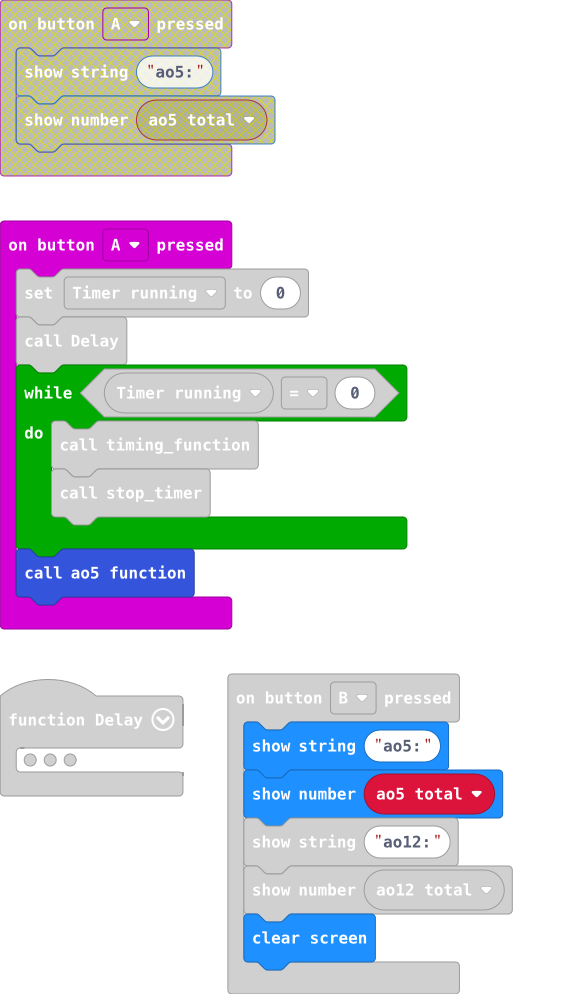 on button A pressed
show string "ao5:"
show number ao5 total
on button A pressed
set Timer running to 0
call Delay
while Timer running = 0
do
call timing_function
call stop_timer
call ao5 function
function Delay
on button B pressed
show string "ao5:"
show number ao5 total
show string "ao12:"
show number ao12 total
clear screen